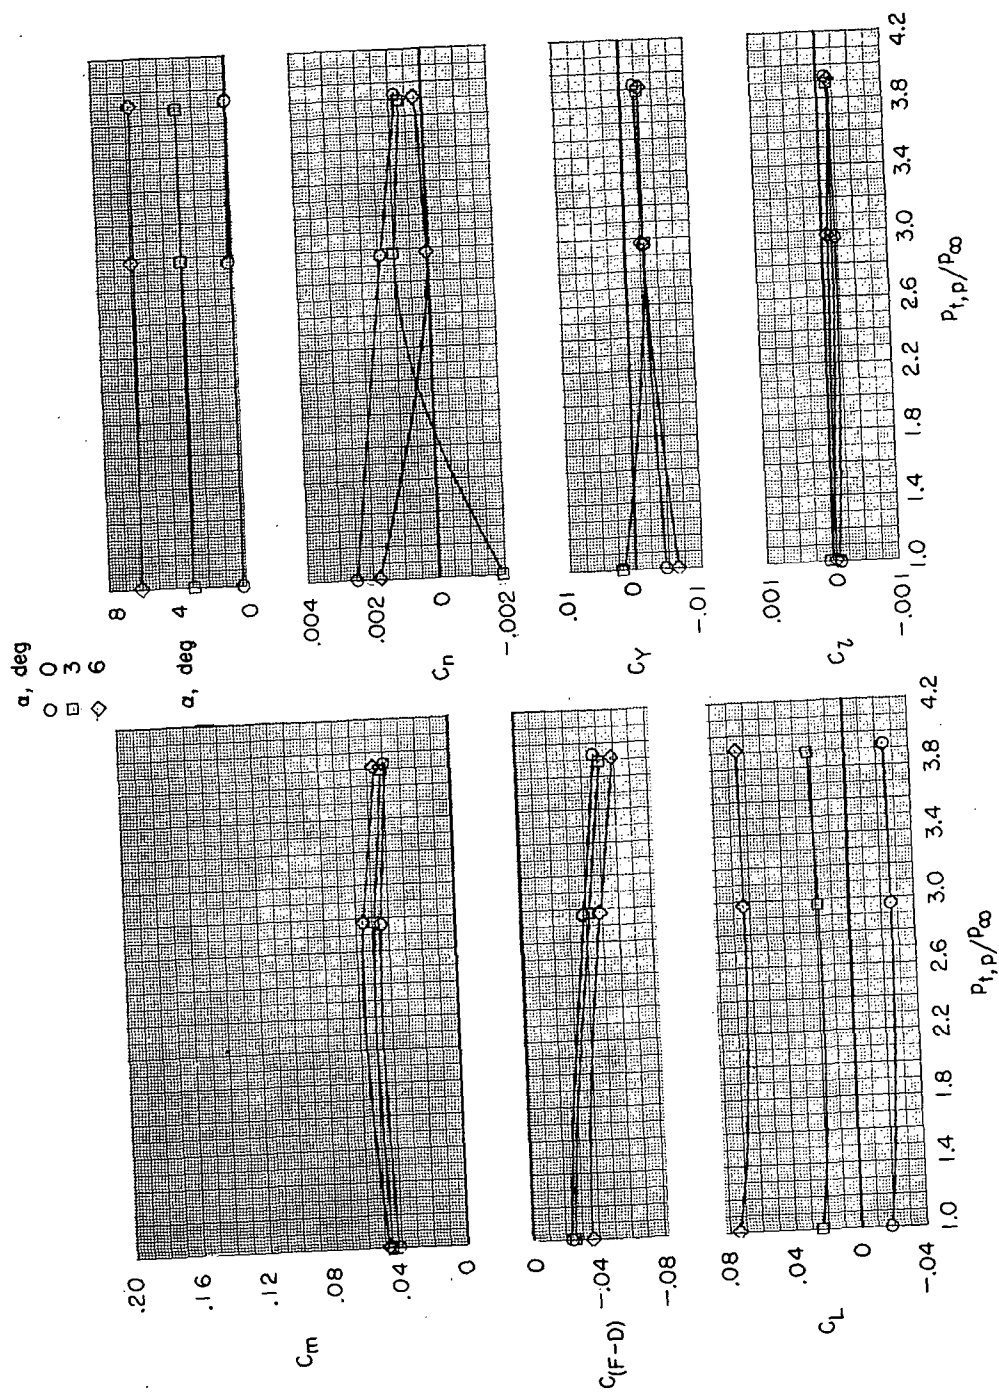 α, deg
○ 0
□ 3
◇ 6
α, deg
8
4
0
.004
.002
0
-.002
Cn
.01
0
-.01
CY
.001
0
-.001
Cl
1.0 1.4 1.8 2.2 2.6 3.0 3.4 3.8 4.2
Pt,p/P∞
.20
.16
.12
.08
.04
0
Cm
0
-.04
-.08
C(F-D)
.08
.04
0
-.04
CL
1.0 1.4 1.8 2.2 2.6 3.0 3.4 3.8 4.2
Pt,p/P∞